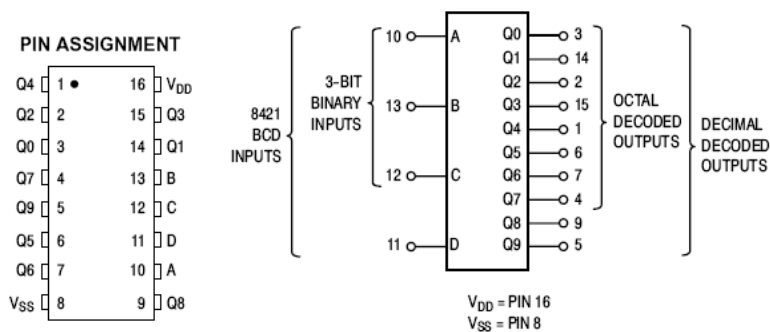 PIN ASSIGNMENT
Q4 1 16 VDD
Q2 2 15 Q3
Q0 3 14 Q1
Q7 4 13 B
Q9 5 12 C
Q5 6 11 D
Q6 7 10 A
VSS 8 9 Q8
8421
BCD
INPUTS
3-BIT
BINARY
INPUTS
10 A Q0 3
Q1 14
Q2 2
13 B Q3 15
Q4 1
Q5 6
12 C Q6 7
Q7 4
Q8 9
11 D Q9 5
OCTAL
DECODED
OUTPUTS
DECIMAL
DECODED
OUTPUTS
VDD = PIN 16
VSS = PIN 8